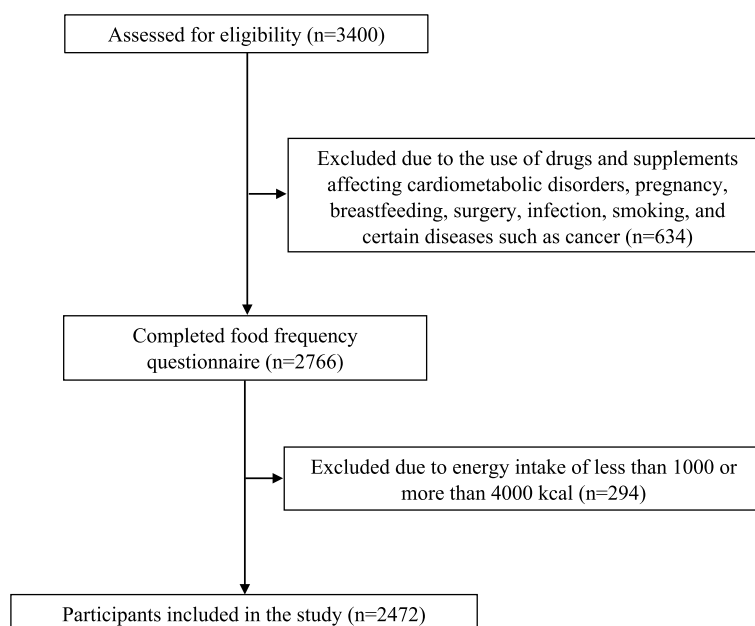 Assessed for eligibility (n=3400)
Excluded due to the use of drugs and supplements
affecting cardiometabolic disorders, pregnancy,
breastfeeding, surgery, infection, smoking, and
certain diseases such as cancer (n=634)
Completed food frequency
questionnaire (n=2766)
Excluded due to energy intake of less than 1000 or
more than 4000 kcal (n=294)
Participants included in the study (n=2472)